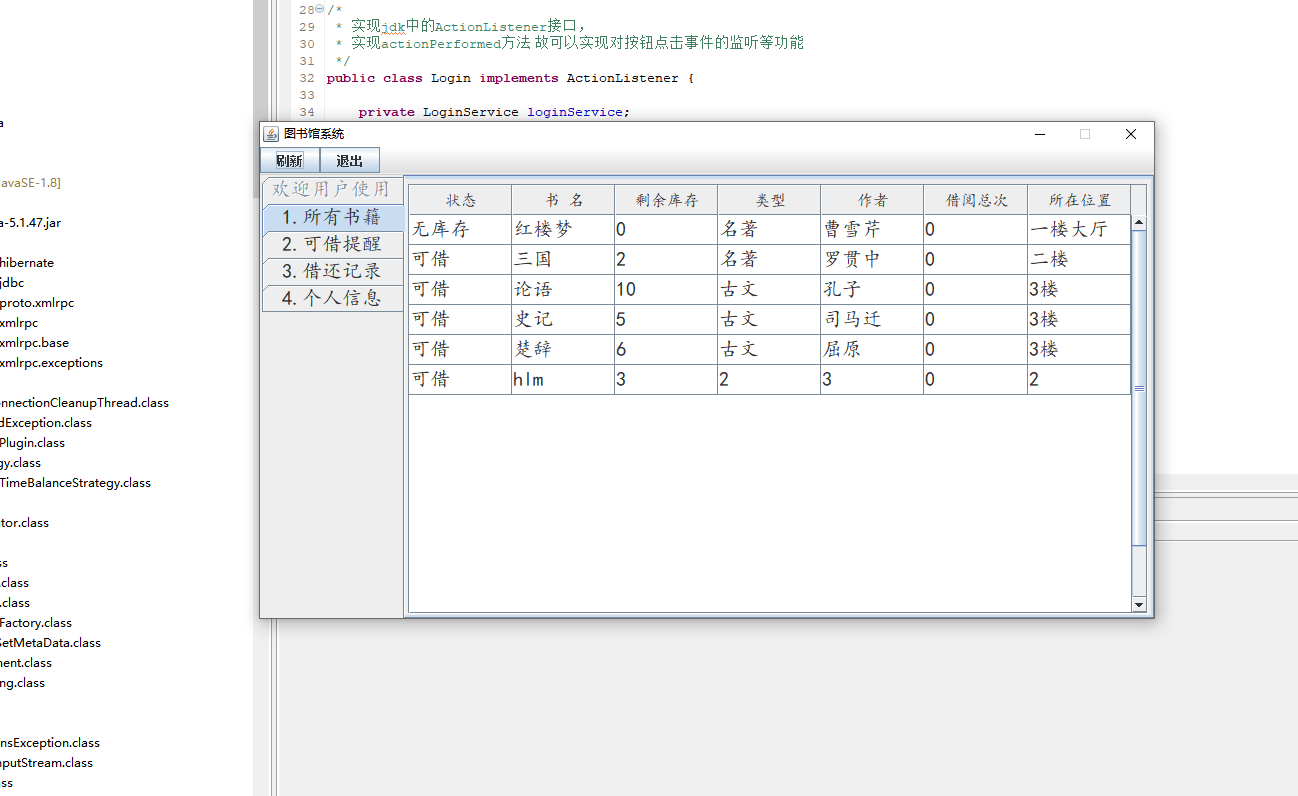 28 /*
29 * 实现jdk中的ActionListener接口,
30 * 实现actionPerformed方法 故可以实现对按钮点击事件的监听等功能
31 */
32 public class Login implements ActionListener {
33
34 private LoginService loginService;
图书馆系统
刷新 退出
欢迎用户使用
1. 所有书籍
2. 可借提醒
3. 借还记录
4. 个人信息
状态 书 名 剩余库存 类型 作者 借阅总次 所在位置
无库存 红楼梦 0 名著 曹雪芹 0 一楼大厅
可借 三国 2 名著 罗贯中 0 二楼
可借 论语 10 古文 孔子 0 3楼
可借 史记 5 古文 司马迁 0 3楼
可借 楚辞 6 古文 屈原 0 3楼
可借 hlm 3 2 3 0 2
a
avaSE-1.8]
a-5.1.47.jar
hibernate
jdbc
proto.xmlrpc
xmlrpc
xmlrpc.base
xmlrpc.exceptions
onnectionCleanupThread.class
dException.class
Plugin.class
gy.class
TimeBalanceStrategy.class
tor.class
ss
.class
.class
Factory.class
SetMetaData.class
ment.class
ng.class
nsException.class
nputStream.class
ss